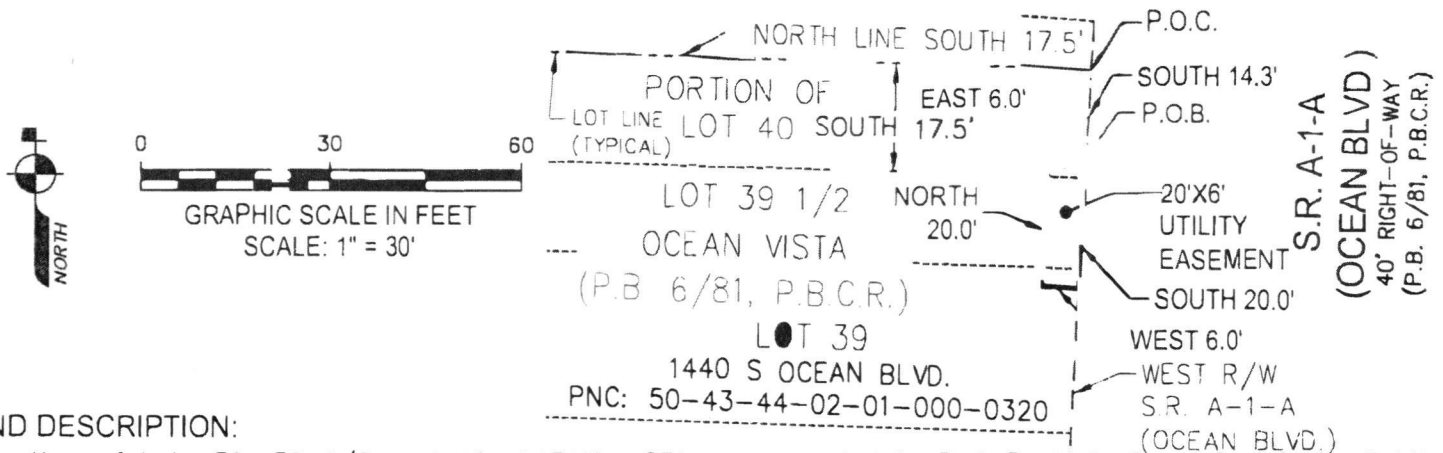 NORTH LINE SOUTH 17.5'
P.O.C.
PORTION OF
LOT 40
LOT LINE
(TYPICAL)
SOUTH 17.5'
EAST 6.0'
SOUTH 14.3'
P.O.B.
0 30 60
GRAPHIC SCALE IN FEET
SCALE: 1" = 30'
NORTH
LOT 39 1/2
OCEAN VISTA
(P.B 6/81, P.B.C.R.)
NORTH
20.0'
20'X6'
UTILITY
EASEMENT
SOUTH 20.0'
WEST 6.0'
LOT 39
1440 S OCEAN BLVD.
PNC: 50-43-44-02-01-000-0320
WEST R/W
S.R. A-1-A
(OCEAN BLVD.)
S.R. A-1-A
(OCEAN BLVD )
40' RIGHT-OF-WAY
(P.B. 6/81, P.B.C.R.)
ND DESCRIPTION: